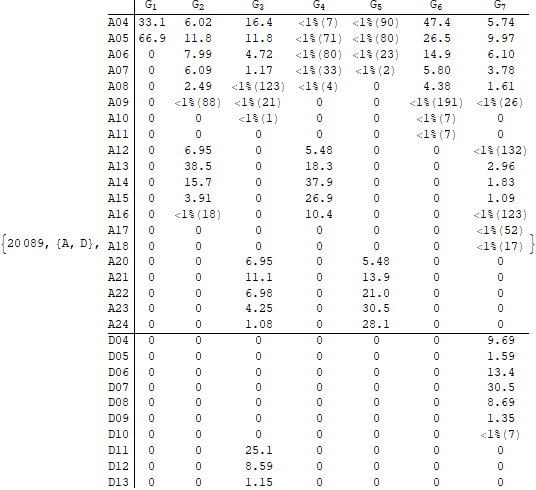 G1 G2 G3 G4 G5 G6 G7
A04 33.1 6.02 16.4 <1%(7) <1%(90) 47.4 5.74
A05 66.9 11.8 11.8 <1%(71) <1%(80) 26.5 9.97
A06 0 7.99 4.72 <1%(80) <1%(23) 14.9 6.10
A07 0 6.09 1.17 <1%(33) <1%(2) 5.80 3.78
A08 0 2.49 <1%(123) <1%(4) 0 4.38 1.61
A09 0 <1%(88) <1%(21) 0 0 <1%(191) <1%(26)
A10 0 0 <1%(1) 0 0 <1%(7) 0
A11 0 0 0 0 0 <1%(7) 0
A12 0 6.95 0 5.48 0 0 <1%(132)
A13 0 38.5 0 18.3 0 0 2.96
A14 0 15.7 0 37.9 0 0 1.83
A15 0 3.91 0 26.9 0 0 1.09
A16 0 <1%(18) 0 10.4 0 0 <1%(123)
A17 0 0 0 0 0 0 <1%(52)
{20089, {A, D}, A18 0 0 0 0 0 0 <1%(17) }
A20 0 0 6.95 0 5.48 0 0
A21 0 0 11.1 0 13.9 0 0
A22 0 0 6.98 0 21.0 0 0
A23 0 0 4.25 0 30.5 0 0
A24 0 0 1.08 0 28.1 0 0
D04 0 0 0 0 0 0 9.69
D05 0 0 0 0 0 0 1.59
D06 0 0 0 0 0 0 13.4
D07 0 0 0 0 0 0 30.5
D08 0 0 0 0 0 0 8.69
D09 0 0 0 0 0 0 1.35
D10 0 0 0 0 0 0 <1%(7)
D11 0 0 25.1 0 0 0 0
D12 0 0 8.59 0 0 0 0
D13 0 0 1.15 0 0 0 0